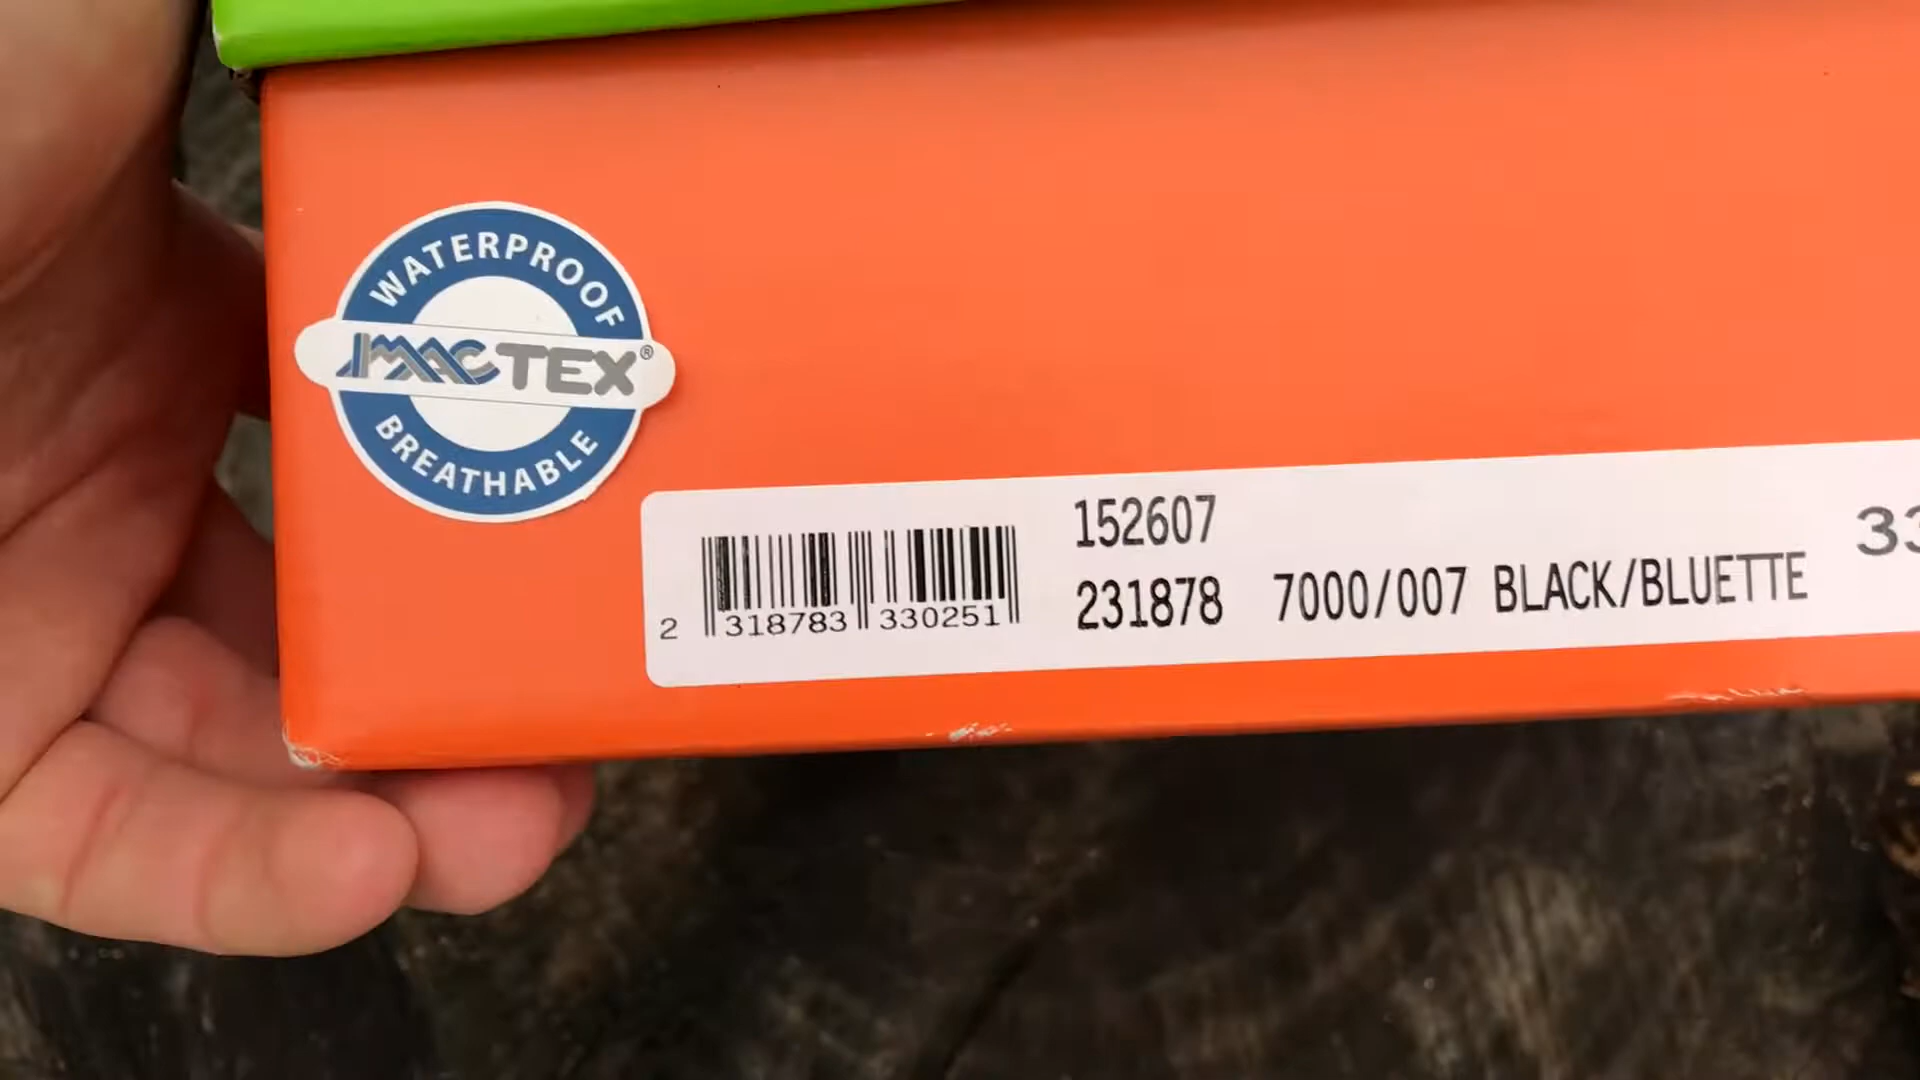 WATERPROOF
IMAC TEX®
BREATHABLE
152607
33
231878 7000/007 BLACK/BLUETTE
2 318783 330251